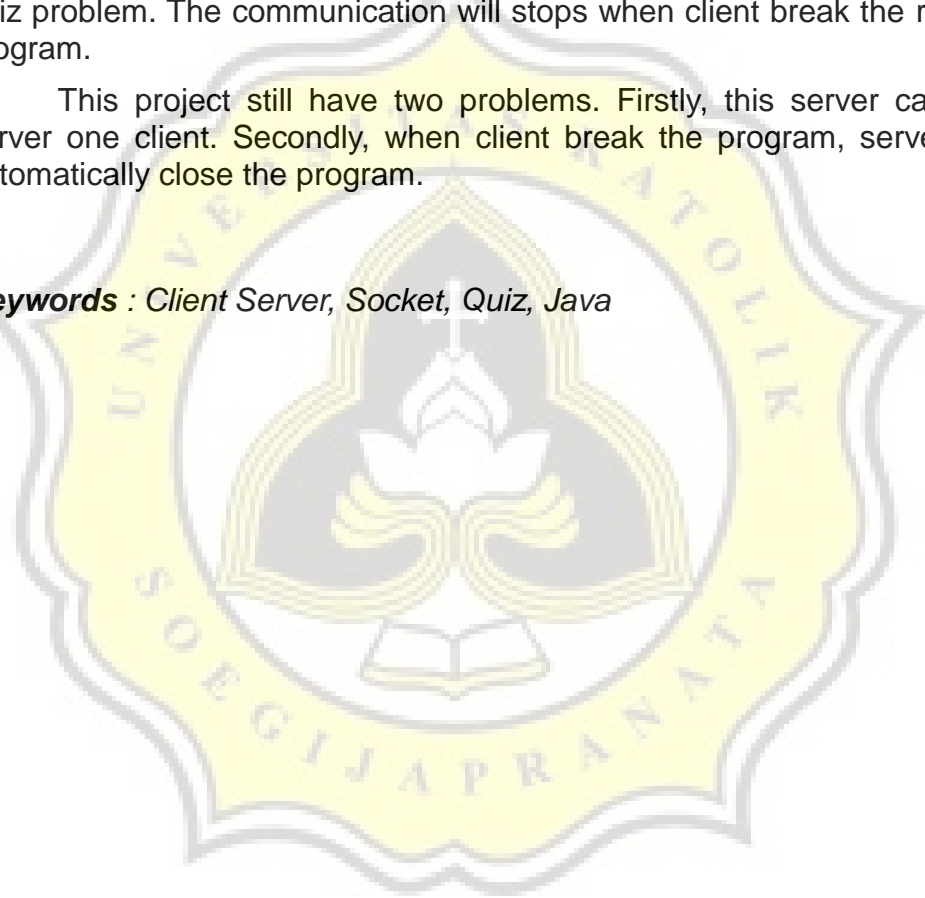 iz problem. The communication will stops when client break the r
ogram.
This project still have two problems. Firstly, this server ca
rver one client. Secondly, when client break the program, serve
tomatically close the program.
eywords : Client Server, Socket, Quiz, Java
UNIVERSITAS KATOLIK
SOEGIJAPRANATA